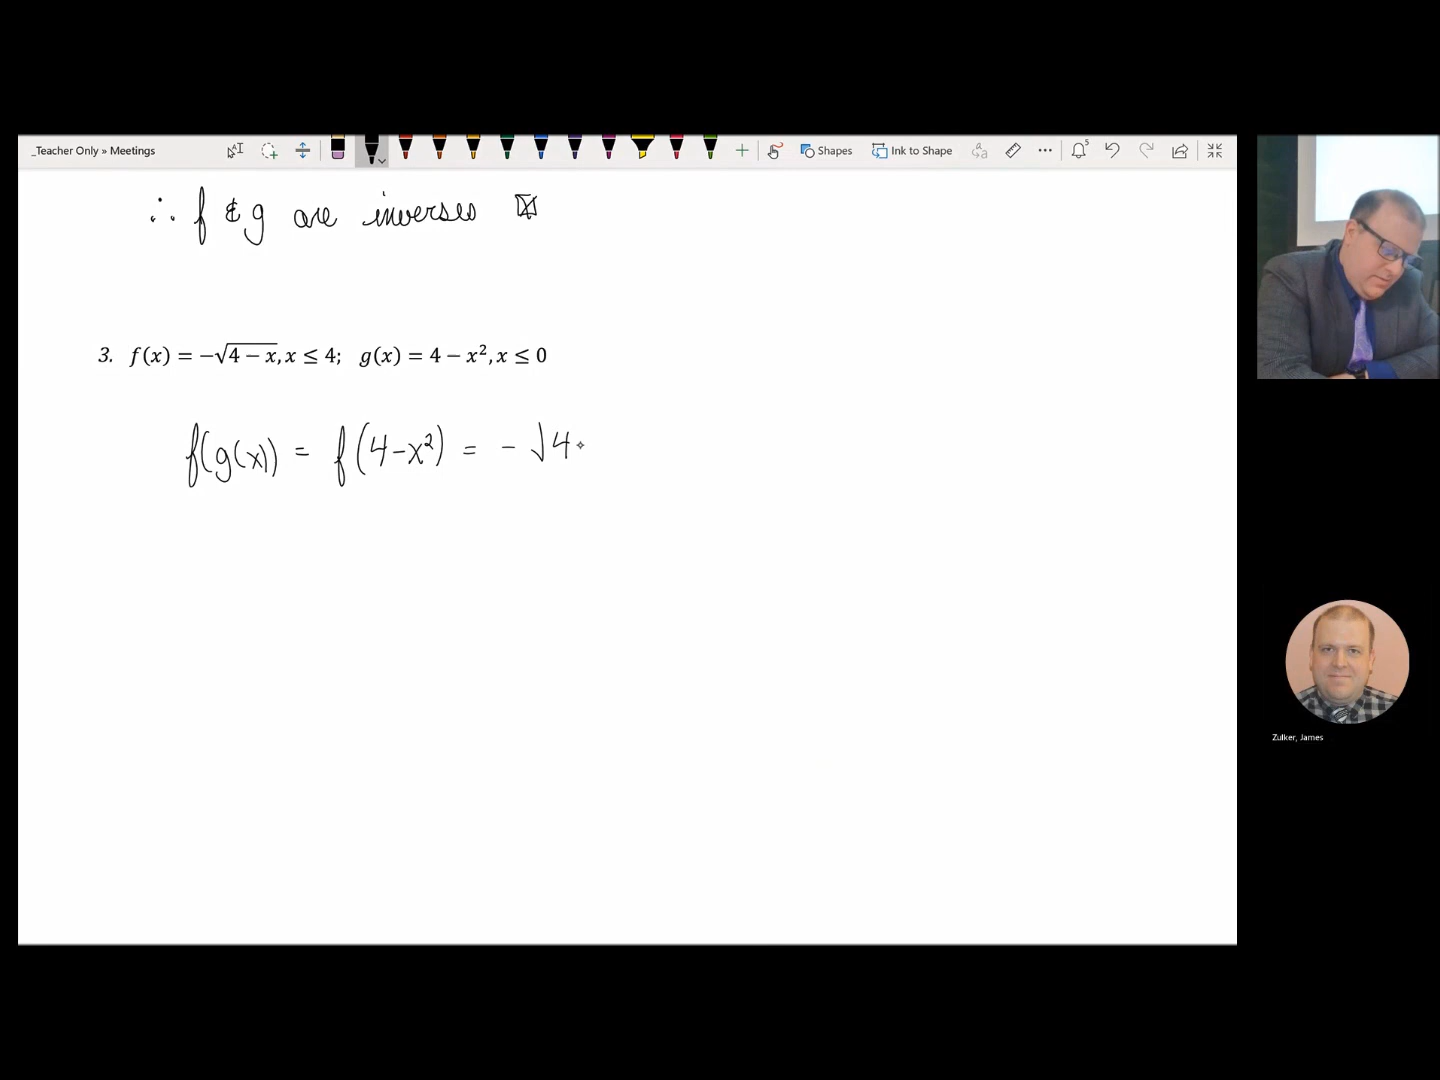 _Teacher Only » Meetings
Shapes
Ink to Shape
5
∴ f & g are inverses
3. f(x) = −√4 − x, x ≤ 4; g(x) = 4 − x², x ≤ 0
f(g(x)) = f(4−x²) = − √4
Zulker, James